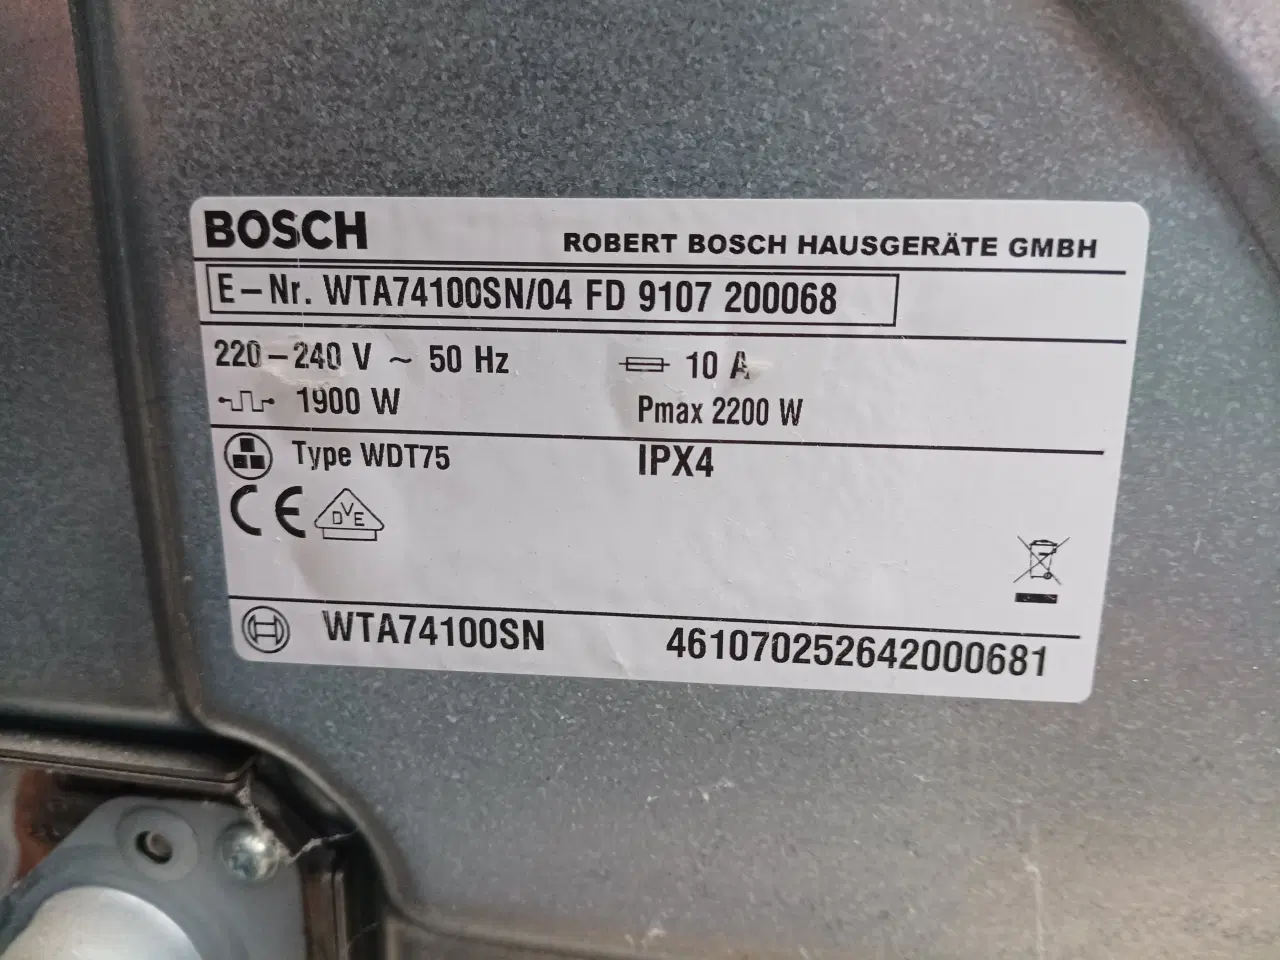 BOSCH ROBERT BOSCH HAUSGERÄTE GMBH
E-Nr. WTA74100SN/04 FD 9107 200068
220-240 V ~ 50 Hz 10 A
1900 W Pmax 2200 W
Type WDT75 IPX4
CE DVE
WTA74100SN 461070252642000681